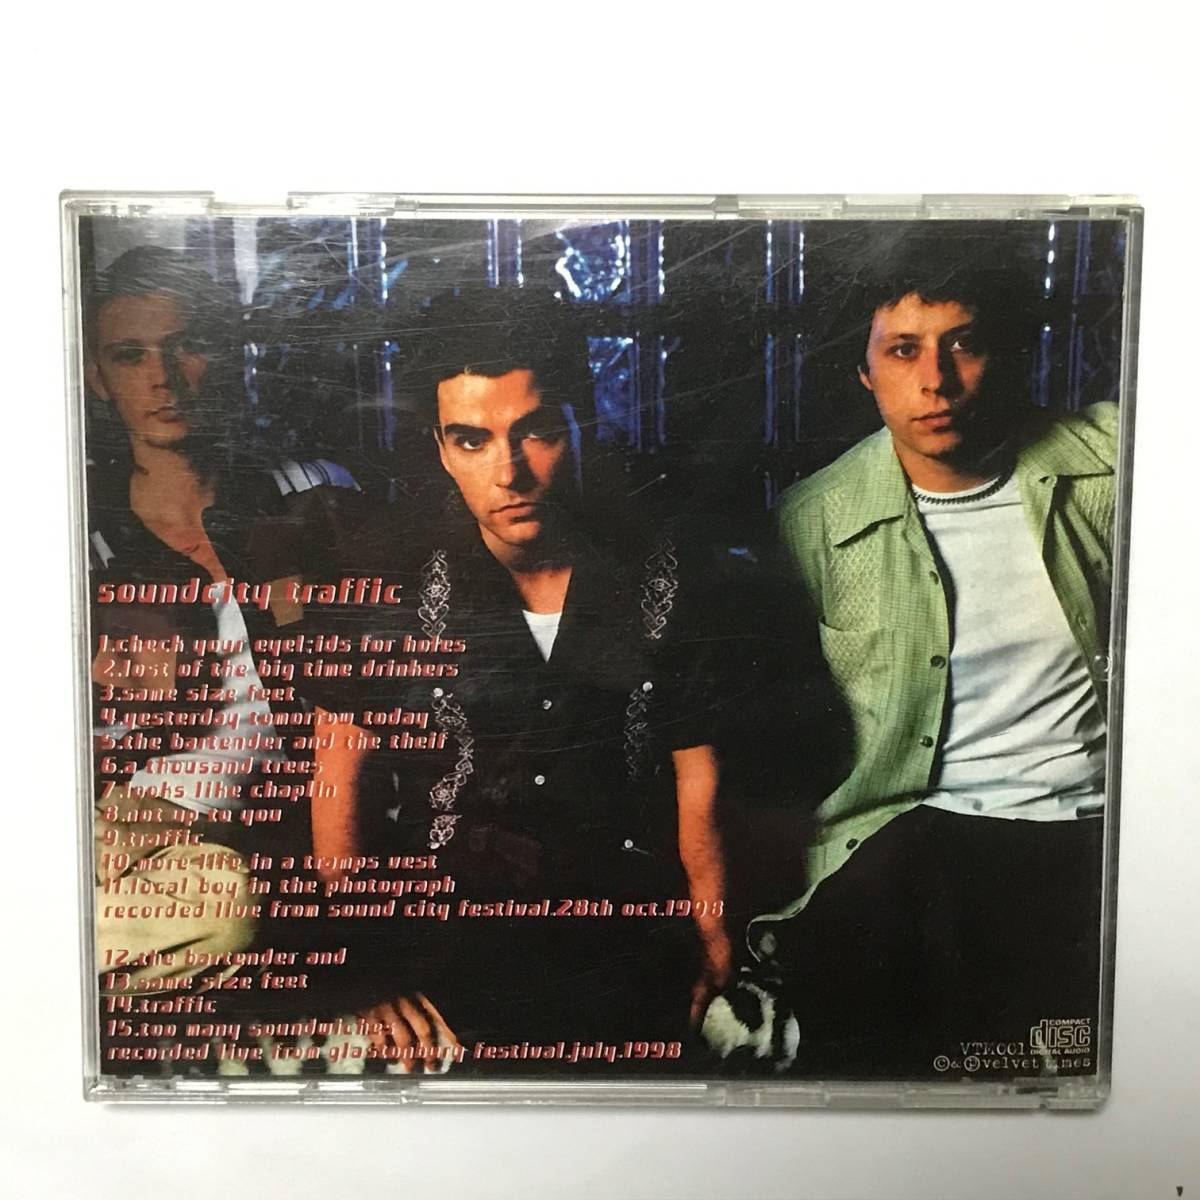 soundcity traffic
1.check your eyel;ids for holes
2.lost of the big time drinkers
3.same size feet
4.yesterday tomorrow today
5.the bartender and the theif
6.a thousand trees
7.looks like chaplin
8.not up to you
9.traffic
10.more life in a tramps vest
11.local boy in the photograph
recorded live from sound city festival.28th oct.1998
12.the bartender and
13.same size feet
14.traffic
15.too many soundwiches
recorded live from glastonbury festival.july.1998
COMPACT
disc
DIGITAL AUDIO
VTM001
©&℗velvet times